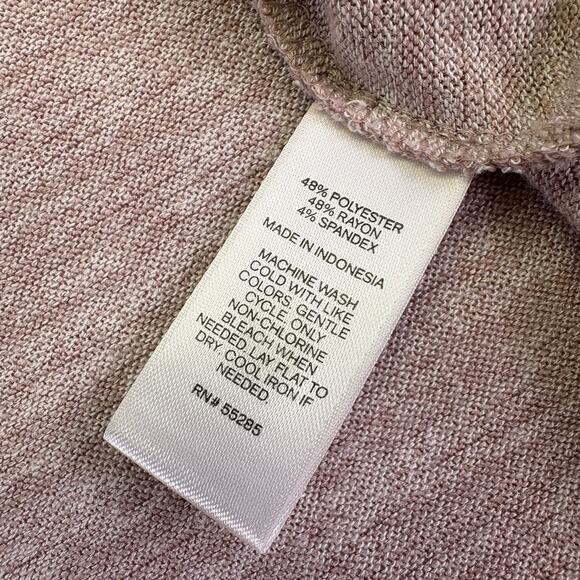 48% POLYESTER
48% RAYON
4% SPANDEX
MADE IN INDONESIA
MACHINE WASH
COLD WITH LIKE
COLORS, GENTLE
CYCLE, ONLY
NON-CHLORINE
BLEACH WHEN
NEEDED, LAY FLAT TO
DRY, COOL IRON IF
NEEDED
RN# 55285